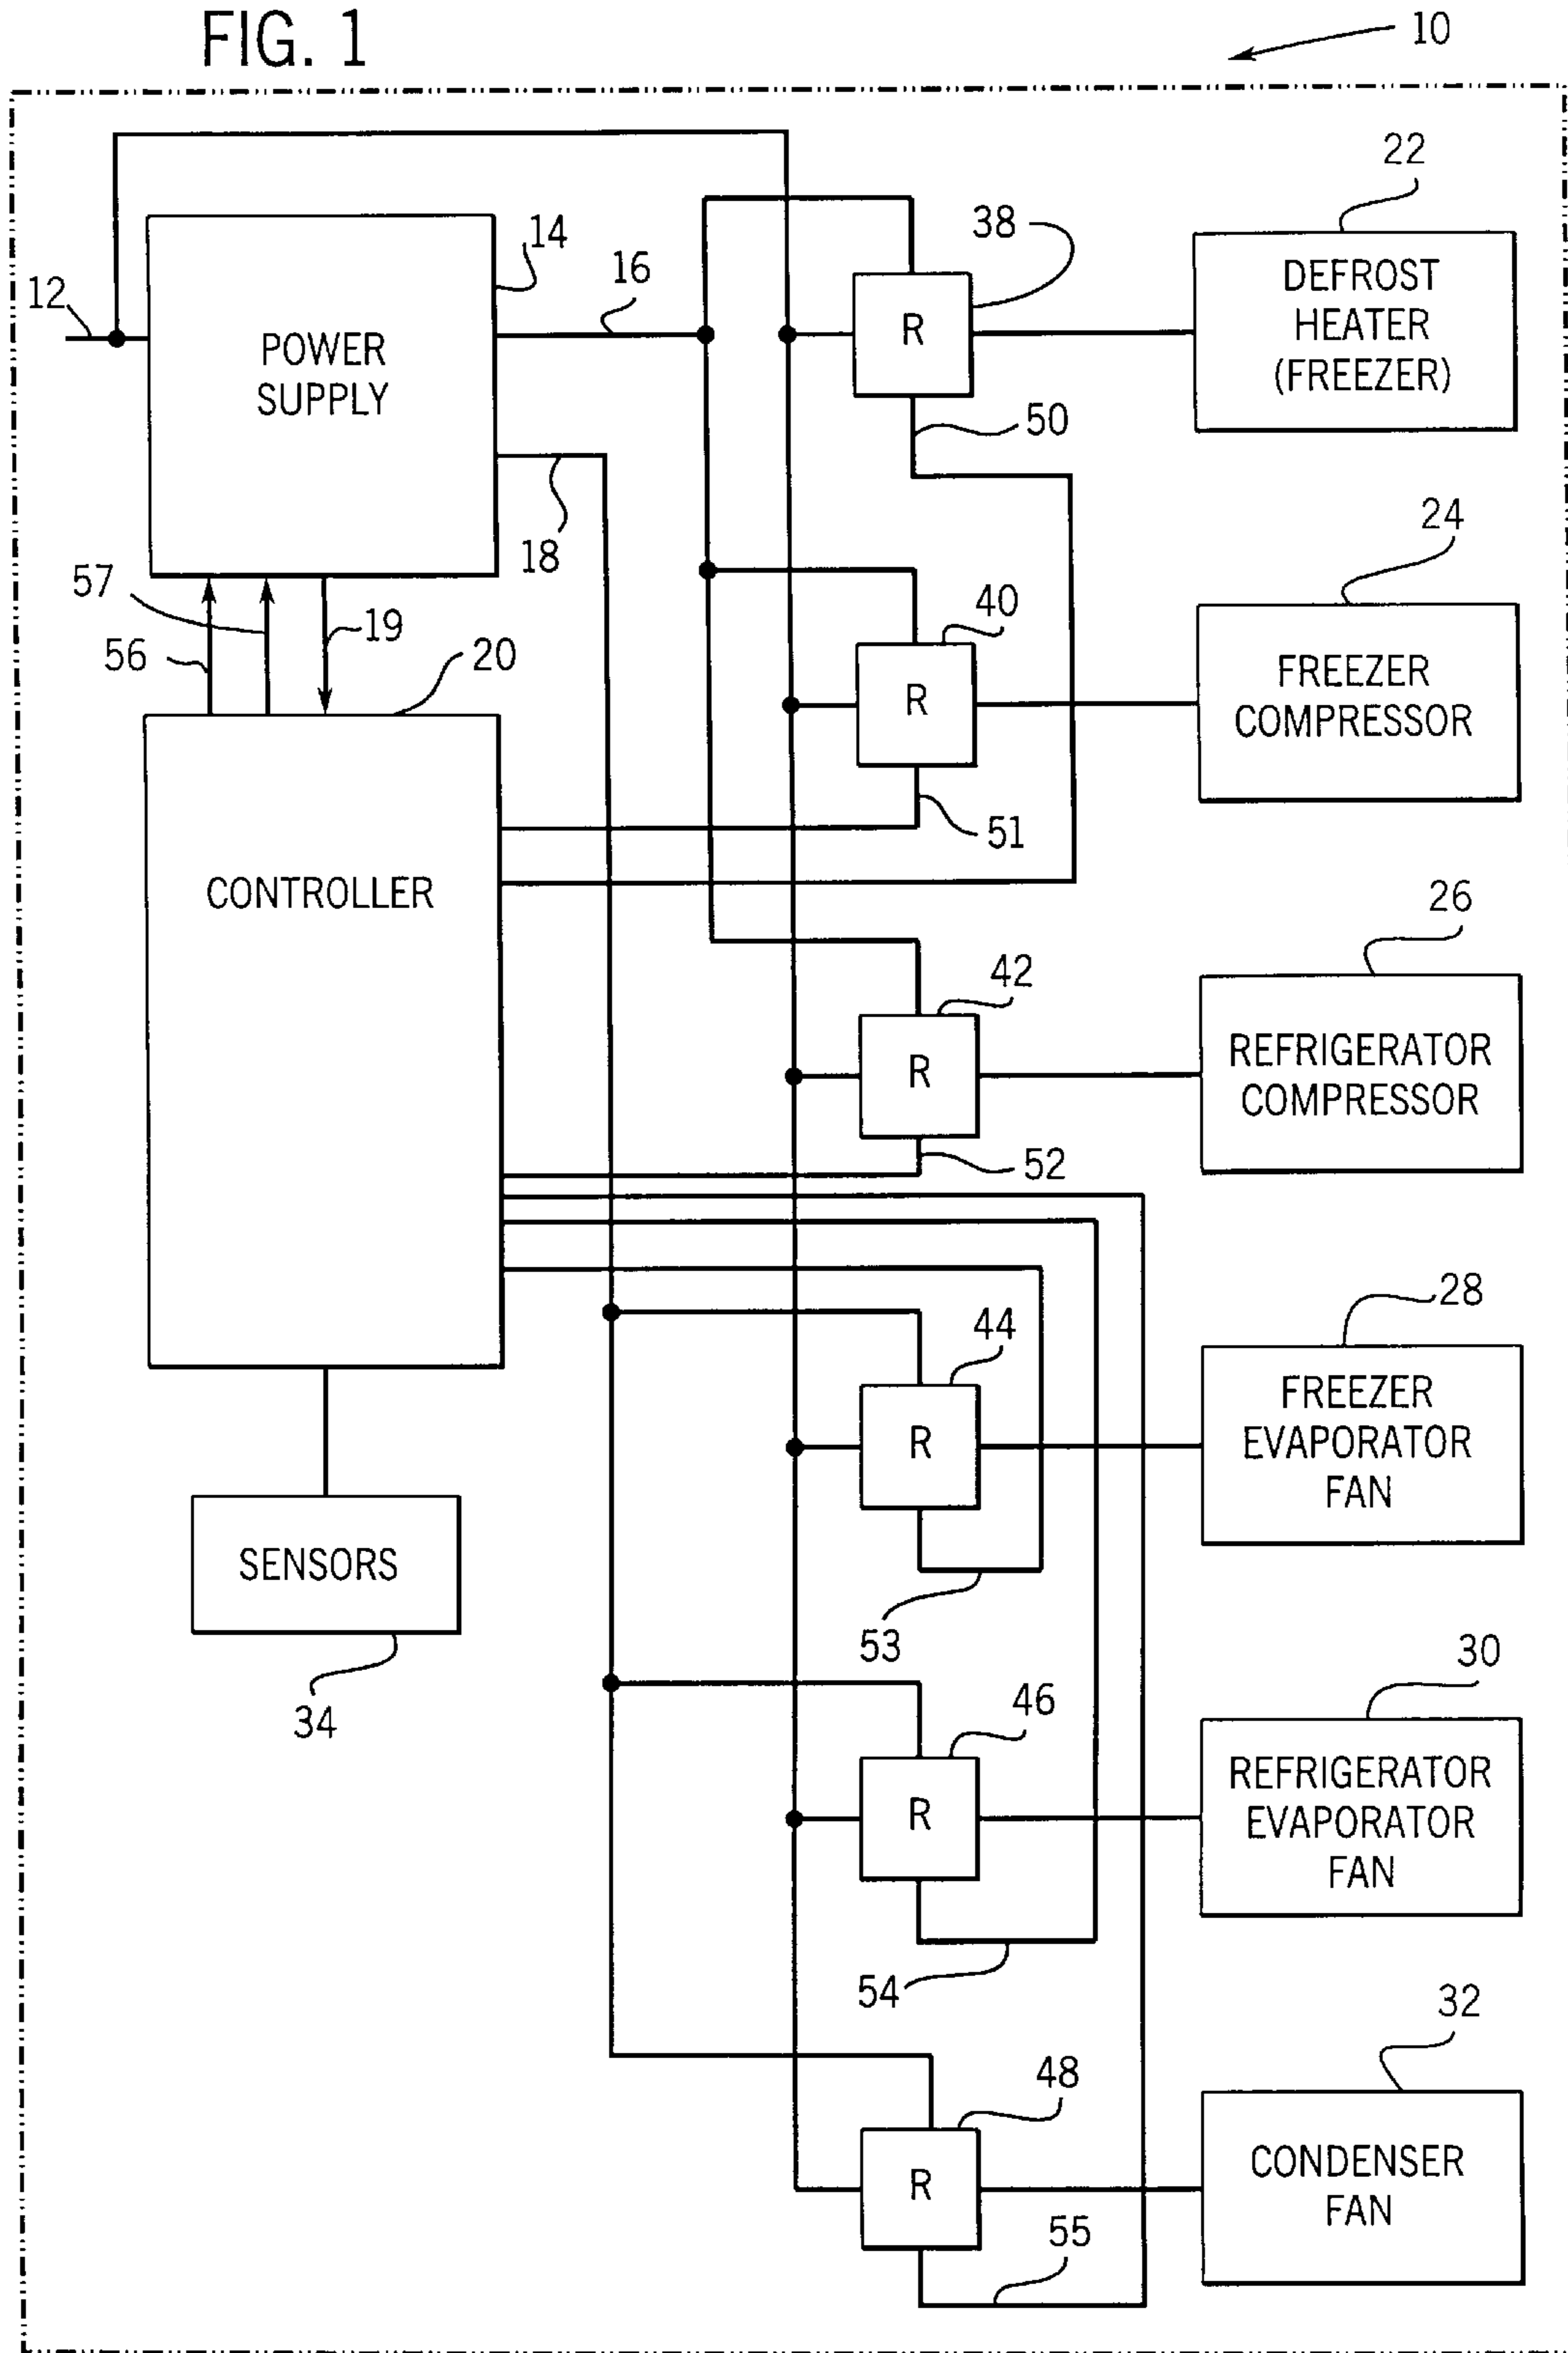 FIG. 1
10
22
38
14
16
12
DEFROST
HEATER
(FREEZER)
R
POWER
SUPPLY
50
18
24
57
19
40
56
20
FREEZER
COMPRESSOR
R
51
CONTROLLER
26
42
REFRIGERATOR
COMPRESSOR
R
52
28
44
FREEZER
EVAPORATOR
FAN
R
SENSORS
53
34
30
46
REFRIGERATOR
EVAPORATOR
FAN
R
54
32
48
CONDENSER
FAN
R
55